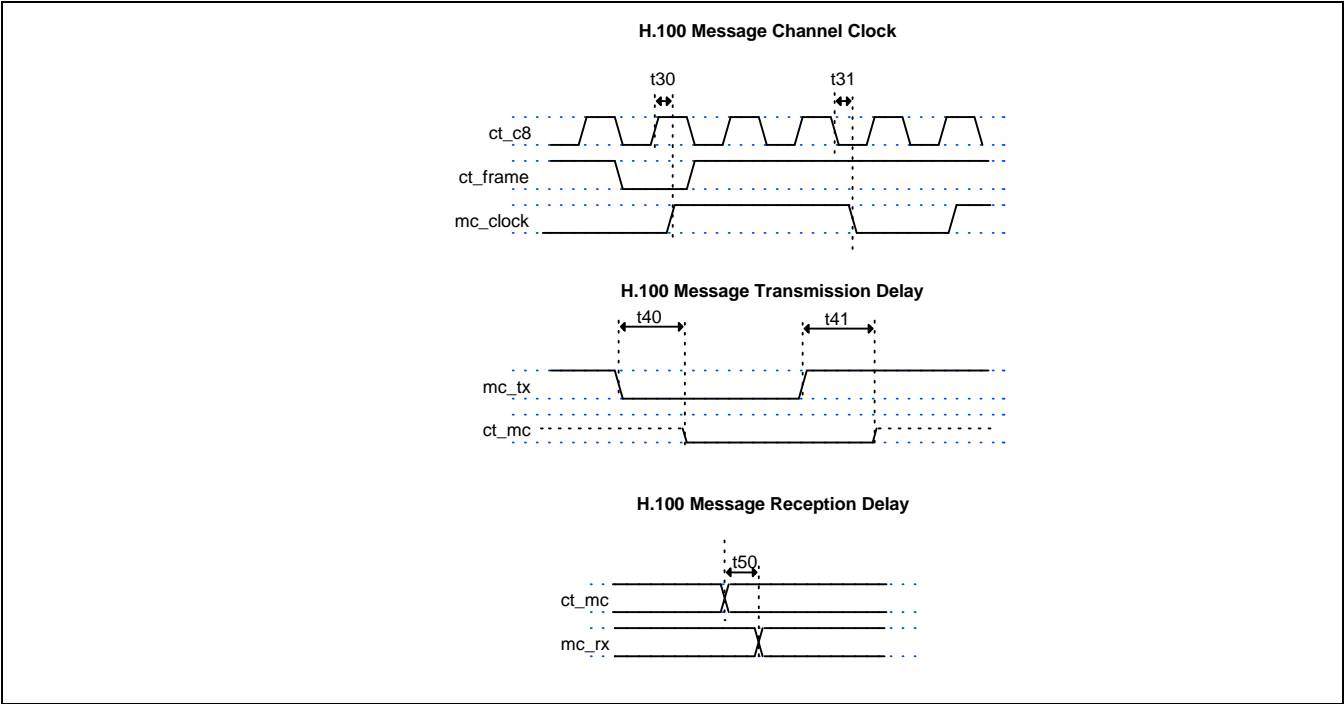 H.100 Message Channel Clock
t30
t31
ct_c8
ct_frame
mc_clock
H.100 Message Transmission Delay
t40
t41
mc_tx
ct_mc
H.100 Message Reception Delay
t50
ct_mc
mc_rx